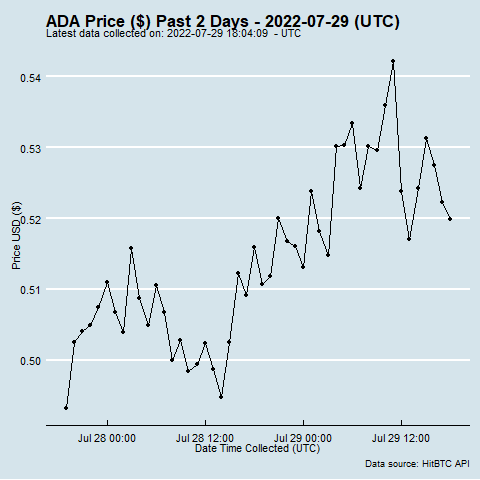 ADA Price ($) Past 2 Days - 2022-07-29 (UTC)
Latest data collected on: 2022-07-29 18:04:09 - UTC
0.54
0.53
0.52
0.51
0.50
Price USD ($)
Jul 28 00:00 Jul 28 12:00 Jul 29 00:00 Jul 29 12:00
Date Time Collected (UTC)
Data source: HitBTC API